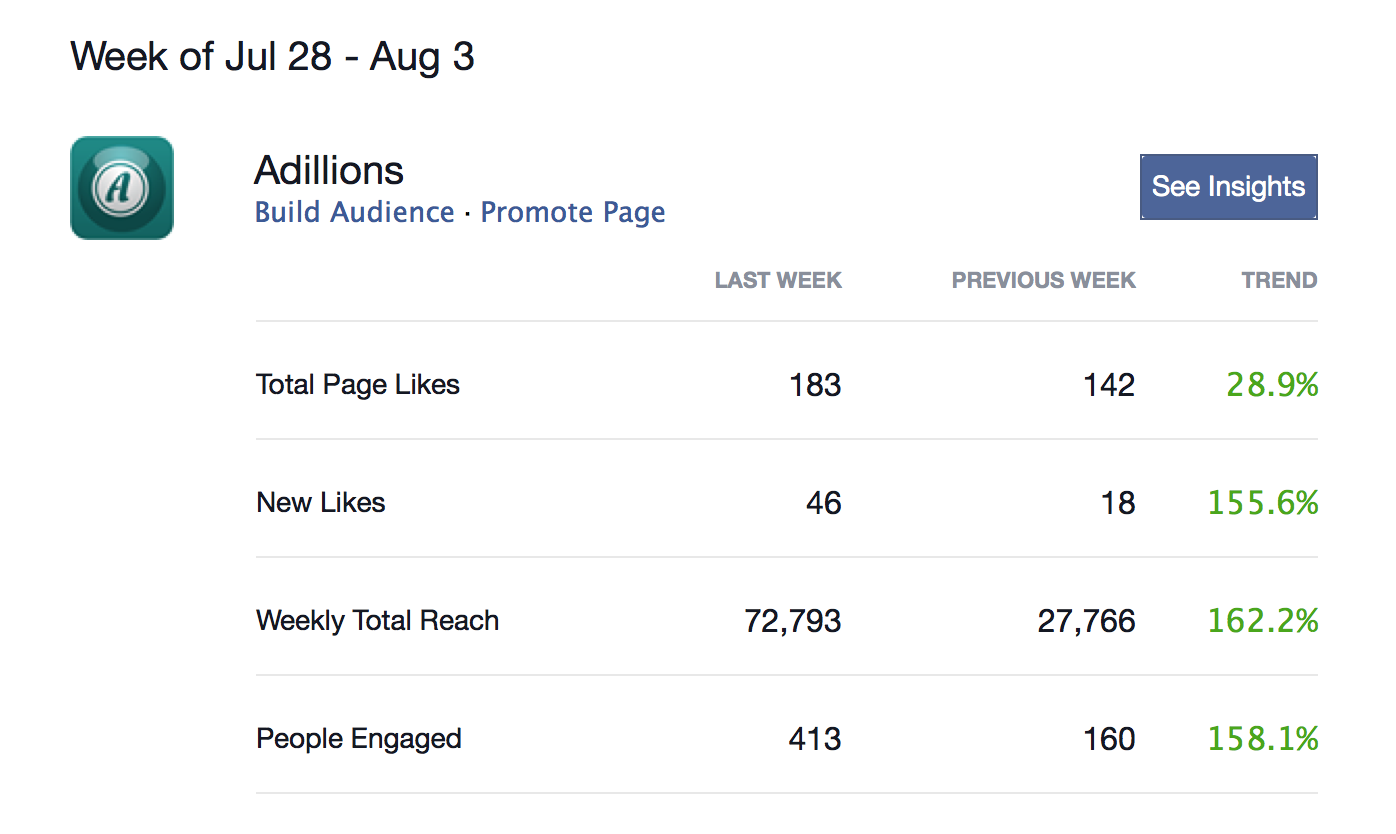 Week of Jul 28 - Aug 3
A
Adillions
See Insights
Build Audience · Promote Page
LAST WEEK PREVIOUS WEEK TREND
Total Page Likes 183 142 28.9%
New Likes 46 18 155.6%
Weekly Total Reach 72,793 27,766 162.2%
People Engaged 413 160 158.1%